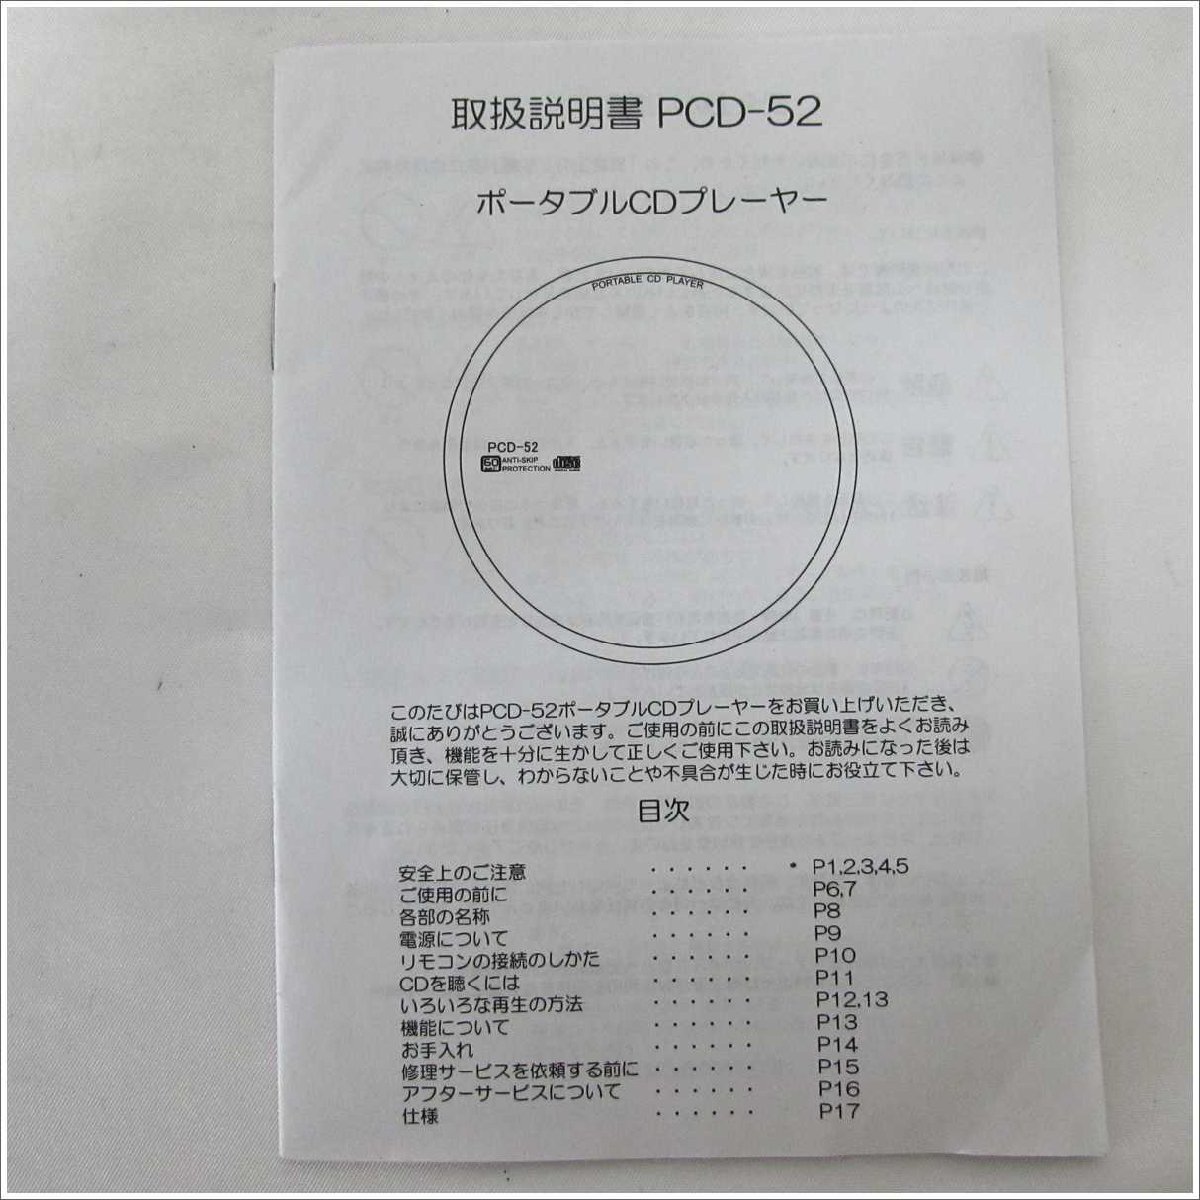 取扱説明書 PCD-52
ポータブルCDプレーヤー
PORTABLE CD PLAYER
PCD-52
60 ANTI-SKIP
PROTECTION
このたびはPCD-52ポータブルCDプレーヤーをお買い上げいただき、
誠にありがとうございます。ご使用の前にこの取扱説明書をよくお読み
頂き、機能を十分に生かして正しくご使用下さい。お読みになった後は
大切に保管し、わからないことや不具合が生じた時にお役立て下さい。
目次
安全上のご注意 ・・・・・・ P1,2,3,4,5
ご使用の前に ・・・・・・ P6,7
各部の名称 ・・・・・・ P8
電源について ・・・・・・ P9
リモコンの接続のしかた ・・・・・・ P10
CDを聴くには ・・・・・・ P11
いろいろな再生の方法 ・・・・・・ P12,13
機能について ・・・・・・ P13
お手入れ ・・・・・・ P14
修理サービスを依頼する前に ・・・・・・ P15
アフターサービスについて ・・・・・・ P16
仕様 ・・・・・・ P17